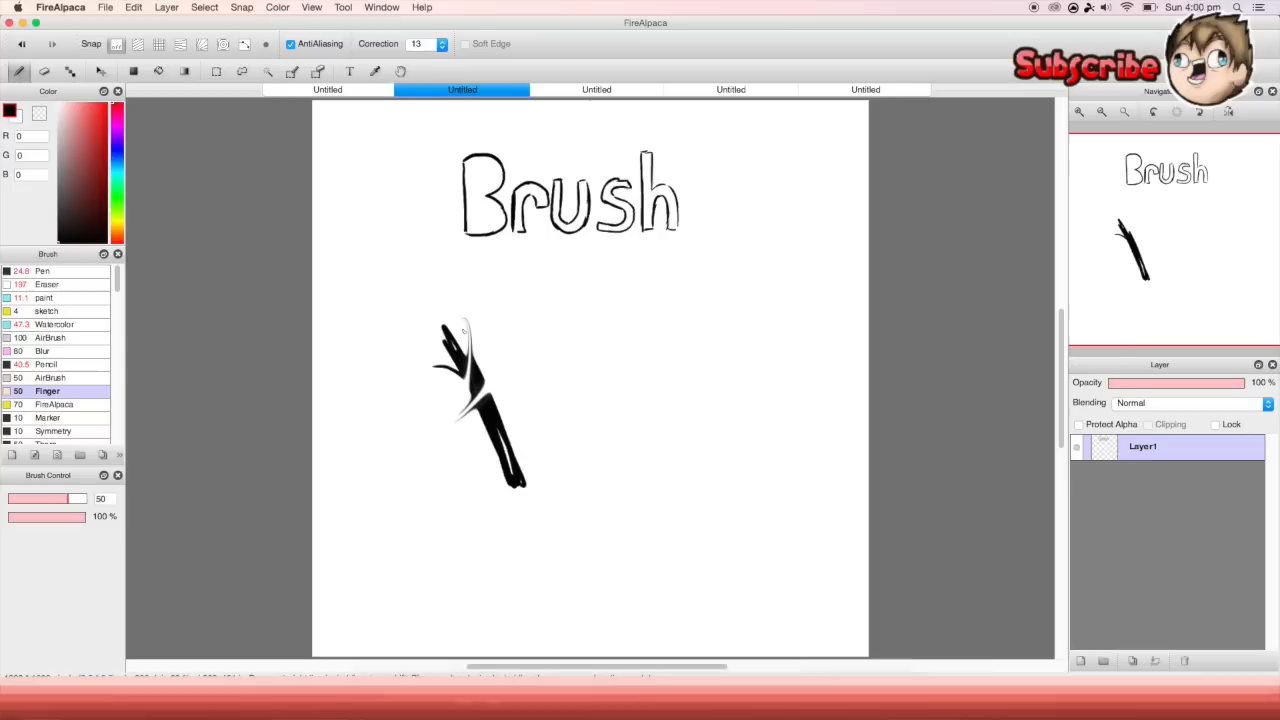 FireAlpaca File Edit Layer Select Snap Color View Tool Window Help Sun 4:00 pm
FireAlpaca
Snap off AntiAliasing Correction 13 Soft Edge
Subscribe
Untitled Untitled Untitled Untitled Untitled
Color
R 0
G 0
B 0
Brush
24.8 Pen
197 Eraser
11.1 paint
4 sketch
47.3 Watercolor
100 AirBrush
80 Blur
40.5 Pencil
50 AirBrush
50 Finger
70 FireAlpaca
10 Marker
10 Symmetry
Brush Control
50
100 %
Brush
Brush
Layer
Opacity 100 %
Blending Normal
Protect Alpha Clipping Lock
Layer1